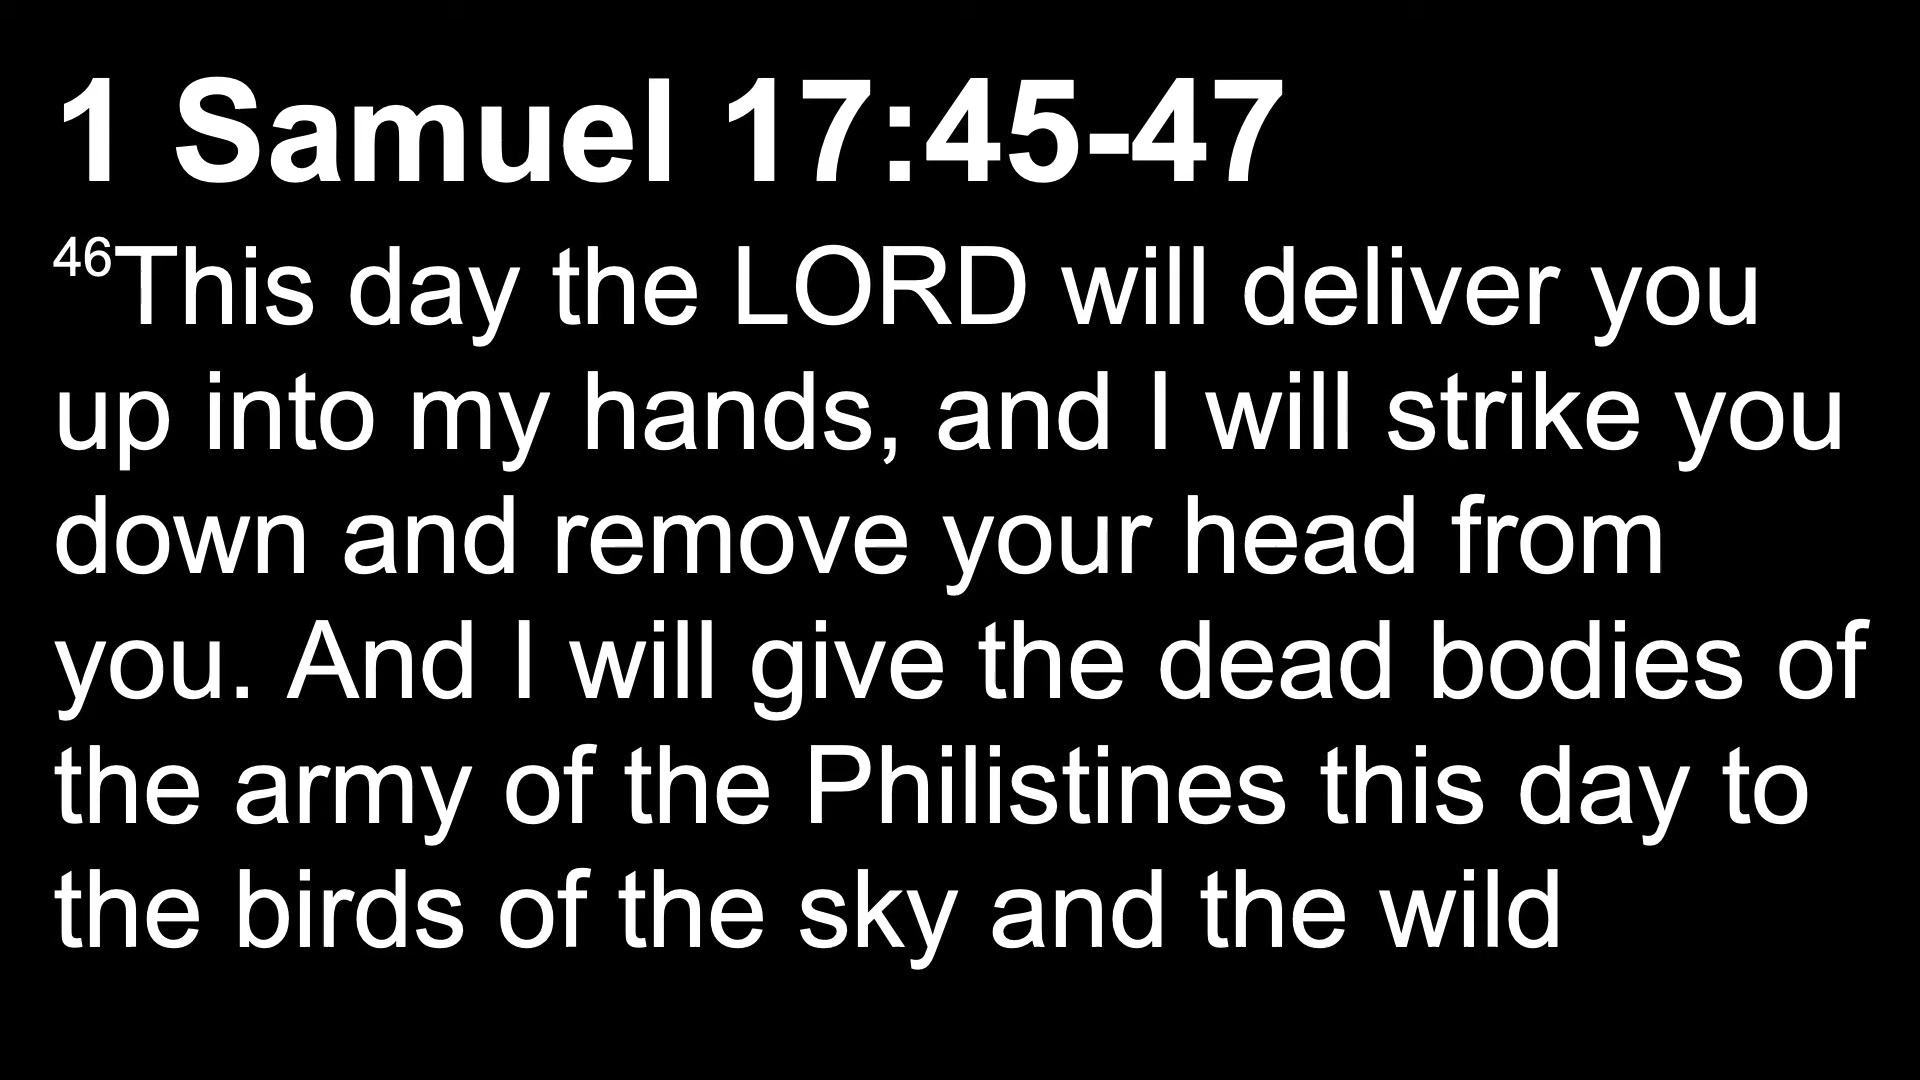 1 Samuel 17:45-47
46This day the LORD will deliver you
up into my hands, and I will strike you
down and remove your head from
you. And I will give the dead bodies of
the army of the Philistines this day to
the birds of the sky and the wild